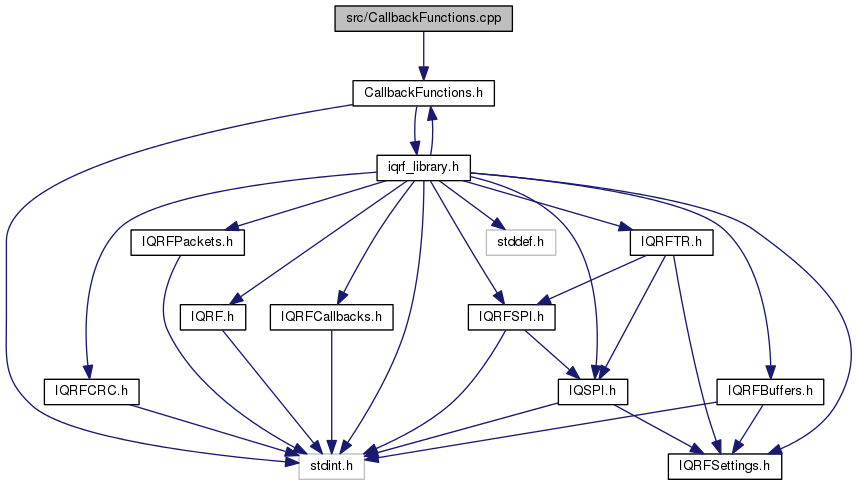 src/CallbackFunctions.cpp
CallbackFunctions.h
iqrf_library.h
IQRFPackets.h
stddef.h
IQRFTR.h
IQRF.h
IQRFCallbacks.h
IQRFSPI.h
IQRFCRC.h
IQSPI.h
IQRFBuffers.h
stdint.h
IQRFSettings.h